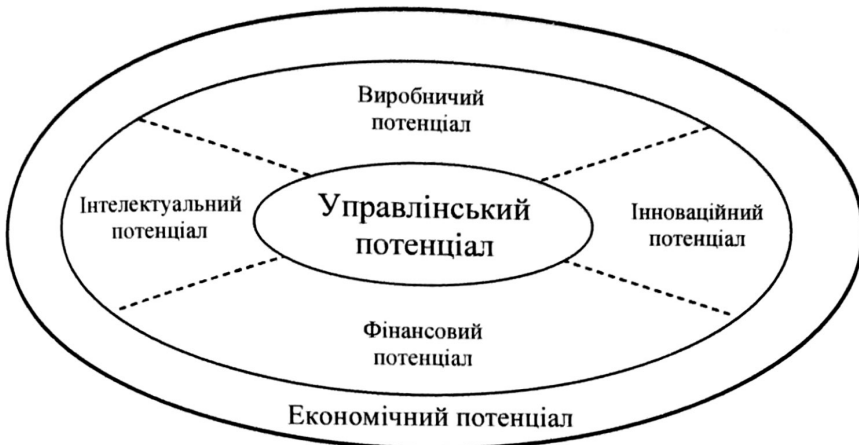 Виробничий
потенціал
Інтелектуальний
потенціал
Управлінський
потенціал
Інноваційний
потенціал
Фінансовий
потенціал
Економічний потенціал